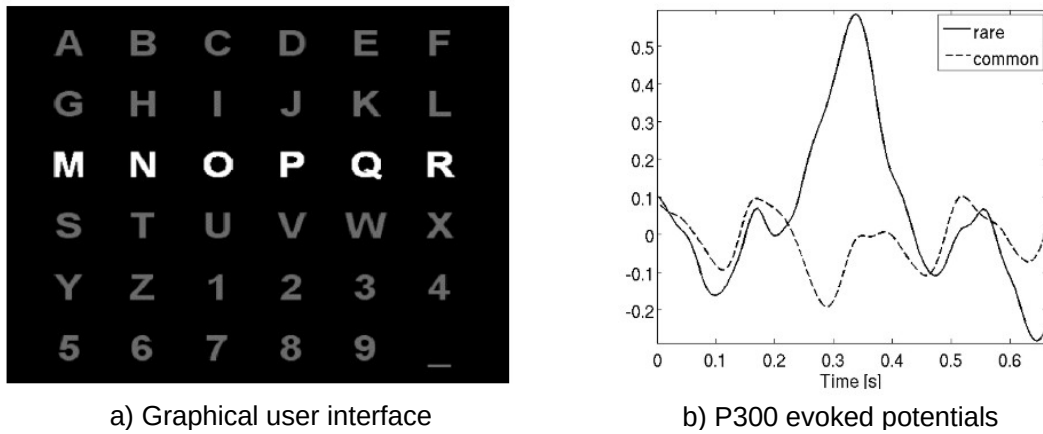 A B C D E F
G H I J K L
M N O P Q R
S T U V W X
Y Z 1 2 3 4
5 6 7 8 9 _
a) Graphical user interface
rare
common
0.5
0.4
0.3
0.2
0.1
0
-0.1
-0.2
0 0.1 0.2 0.3 0.4 0.5 0.6
Time [s]
b) P300 evoked potentials